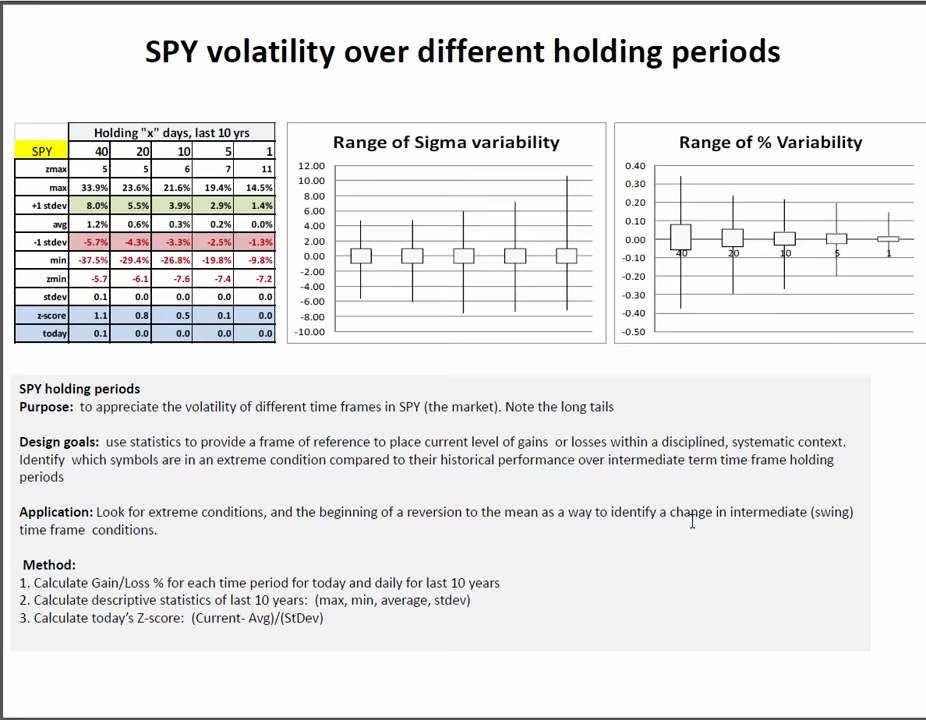 SPY volatility over different holding periods
Holding "x" days, last 10 yrs
SPY 40 20 10 5 1
zmax 5 5 6 7 11
max 33.9% 23.6% 21.6% 19.4% 14.5%
+1 stdev 8.0% 5.5% 3.9% 2.9% 1.4%
avg 1.2% 0.6% 0.3% 0.2% 0.0%
-1 stdev -5.7% -4.3% -3.3% -2.5% -1.3%
min -37.5% -29.4% -26.8% -19.8% -9.8%
zmin -5.7 -6.1 -7.6 -7.4 -7.2
stdev 0.1 0.0 0.0 0.0 0.0
z-score 1.1 0.8 0.5 0.1 0.0
today 0.1 0.0 0.0 0.0 0.0
Range of Sigma variability
12.00
10.00
8.00
6.00
4.00
2.00
0.00
-2.00
-4.00
-6.00
-8.00
-10.00
Range of % Variability
0.40
0.30
0.20
0.10
0.00
-0.10
-0.20
-0.30
-0.40
-0.50
40 20 10 5 1
SPY holding periods
Purpose: to appreciate the volatility of different time frames in SPY (the market). Note the long tails
Design goals: use statistics to provide a frame of reference to place current level of gains or losses within a disciplined, systematic context.
Identify which symbols are in an extreme condition compared to their historical performance over intermediate term time frame holding
periods
Application: Look for extreme conditions, and the beginning of a reversion to the mean as a way to identify a change in intermediate (swing)
time frame conditions.
Method:
1. Calculate Gain/Loss % for each time period for today and daily for last 10 years
2. Calculate descriptive statistics of last 10 years: (max, min, average, stdev)
3. Calculate today's Z-score: (Current- Avg)/(StDev)